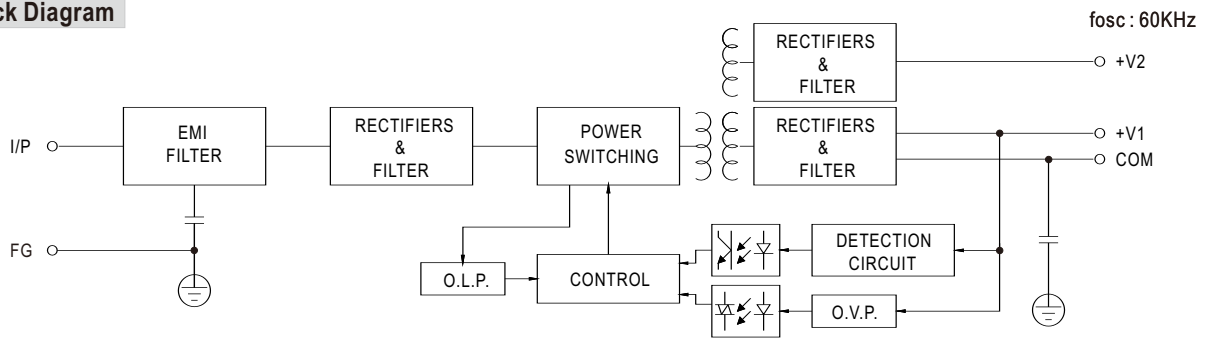 ck Diagram
fosc : 60KHz
RECTIFIERS
&
FILTER
+V2
I/P
EMI
FILTER
RECTIFIERS
&
FILTER
POWER
SWITCHING
RECTIFIERS
&
FILTER
+V1
COM
FG
O.L.P.
CONTROL
DETECTION
CIRCUIT
O.V.P.